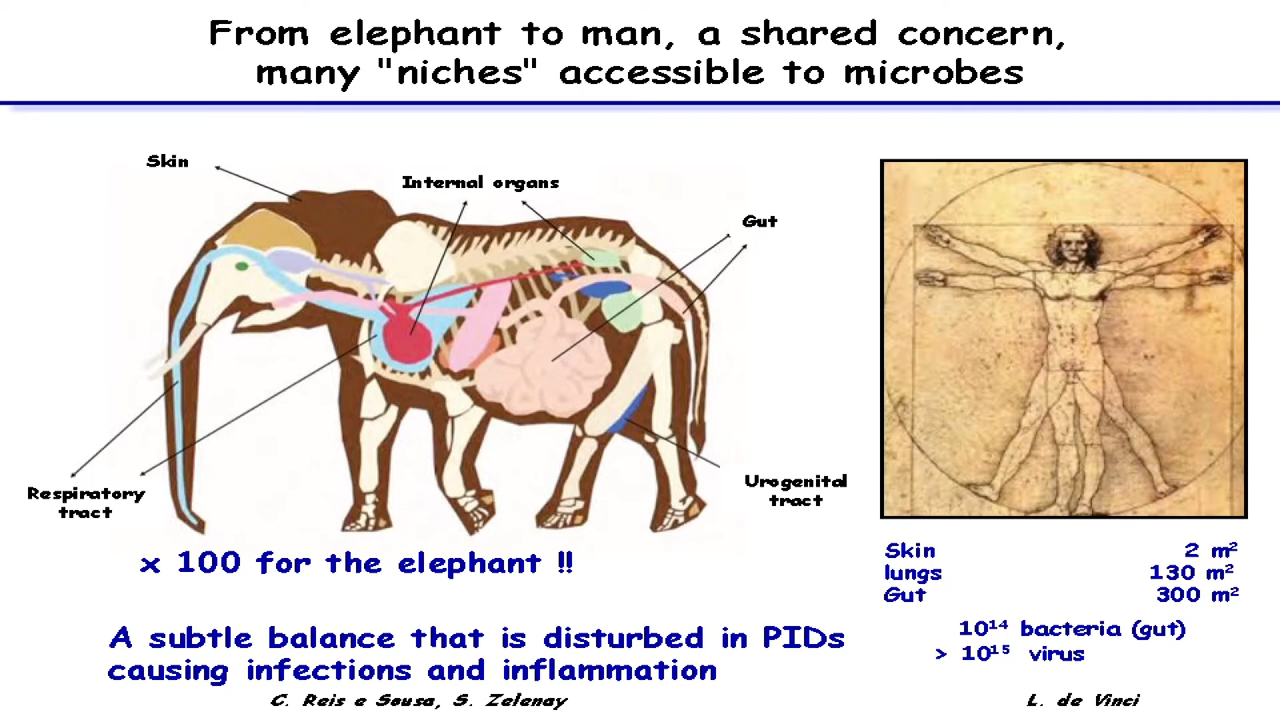 From elephant to man, a shared concern,
many "niches" accessible to microbes
Skin
Internal organs
Gut
Respiratory
tract
Urogenital
tract
x 100 for the elephant !!
Skin 2 m²
lungs 130 m²
Gut 300 m²
10¹⁴ bacteria (gut)
> 10¹⁵ virus
A subtle balance that is disturbed in PIDs
causing infections and inflammation
C. Reis e Sousa, S. Zelenay
L. de Vinci